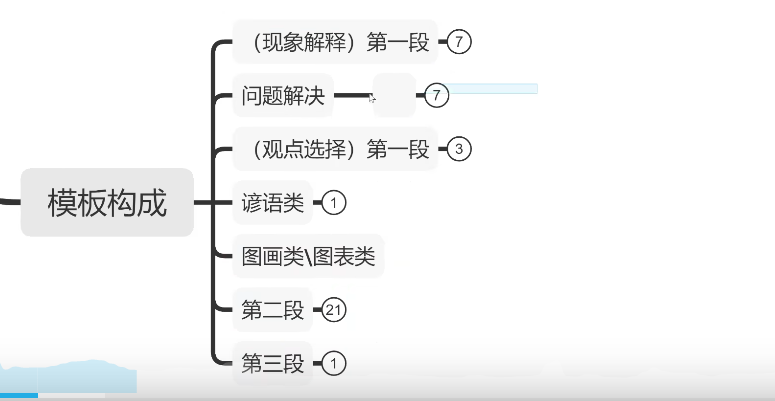 （现象解释）第一段 7
问题解决 7
（观点选择）第一段 3
模板构成
谚语类 1
图画类\图表类
第二段 21
第三段 1